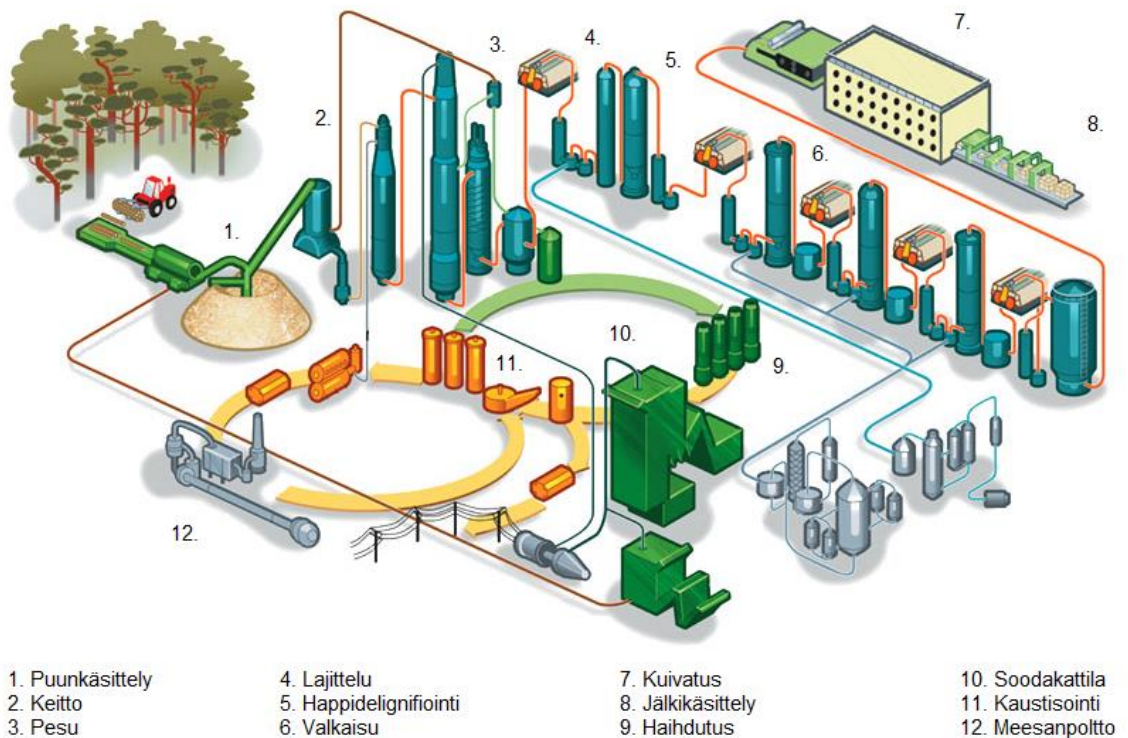 7.
3.
4.
5.
2.
8.
6.
1.
10.
11.
9.
12.
1. Puunkäsittely
2. Keitto
3. Pesu
4. Lajittelu
5. Happidelignifiointi
6. Valkaisu
7. Kuivatus
8. Jälkikäsittely
9. Haihdutus
10. Soodakattila
11. Kaustisointi
12. Meesanpoltto